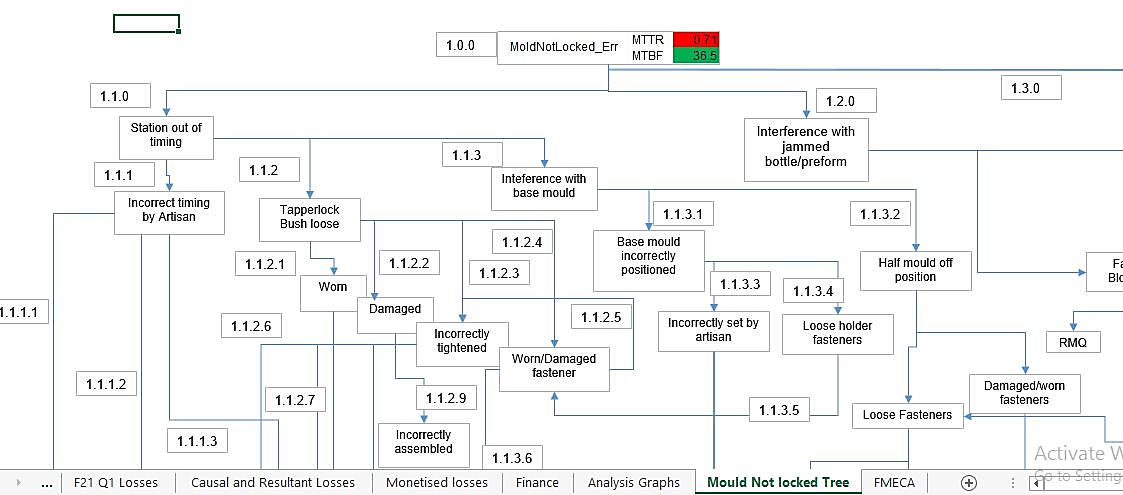 1.0.0
MoldNotLocked_Err
MTTR 0.71
MTBF 36.5
1.1.0
1.2.0
1.3.0
Station out of
timing
Interference with
jammed
bottle/preform
1.1.1
1.1.2
1.1.3
Incorrect timing
by Artisan
Inteference with
base mould
Tapperlock
Bush loose
1.1.3.1
1.1.3.2
1.1.2.4
Base mould
incorrectly
positioned
Half mould off
position
1.1.2.1
1.1.2.2
1.1.2.3
1.1.3.3
1.1.3.4
Worn
Damaged
1.1.1.1
1.1.2.6
1.1.2.5
Incorrectly
tightened
Incorrectly set by
artisan
Loose holder
fasteners
RMQ
Worn/Damaged
fastener
1.1.1.2
1.1.2.7
1.1.2.9
Damaged/worn
fasteners
1.1.3.5
Loose Fasteners
1.1.1.3
Incorrectly
assembled
1.1.3.6
Activate W
Go to Setting
... F21 Q1 Losses Causal and Resultant Losses Monetised losses Finance Analysis Graphs Mould Not locked Tree FMECA